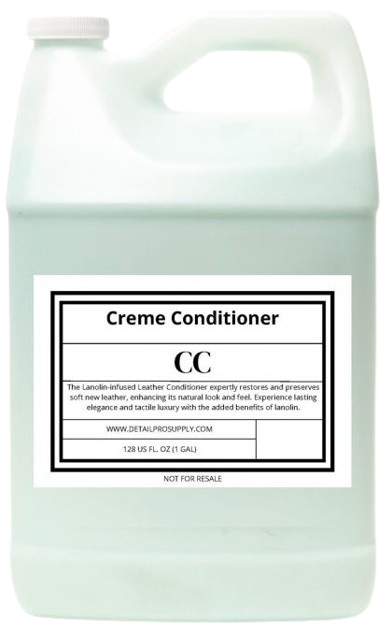 Creme Conditioner
CC
The Lanolin-infused Leather Conditioner expertly restores and preserves
soft new leather, enhancing its natural look and feel. Experience lasting
elegance and tactile luxury with the added benefits of lanolin.
WWW.DETAILPROSUPPLY.COM
128 US FL. OZ (1 GAL)
NOT FOR RESALE